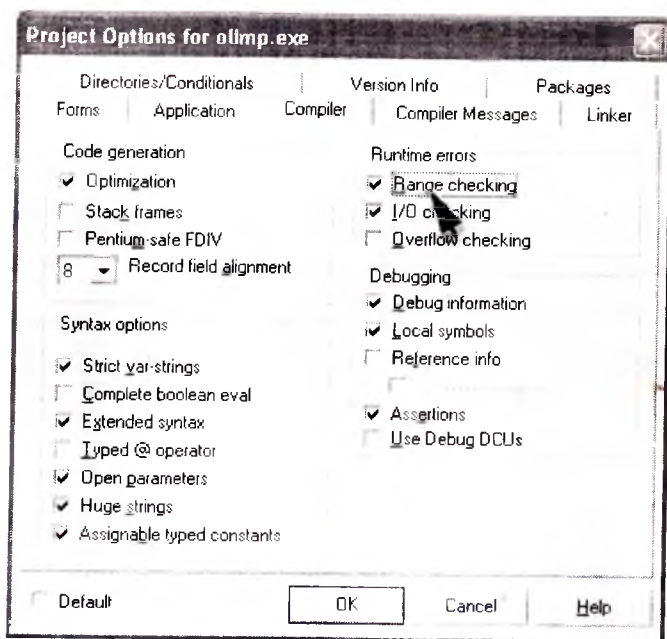 Project Options for olimp.exe
Directories/Conditionals Version Info Packages
Forms Application Compiler Compiler Messages Linker
Code generation
Optimization
Stack frames
Pentium-safe FDIV
8 Record field alignment
Syntax options
Strict var-strings
Complete boolean eval
Extended syntax
Typed @ operator
Open parameters
Huge strings
Assignable typed constants
Runtime errors
Range checking
I/O checking
Overflow checking
Debugging
Debug information
Local symbols
Reference info
Assertions
Use Debug DCUs
Default OK Cancel Help